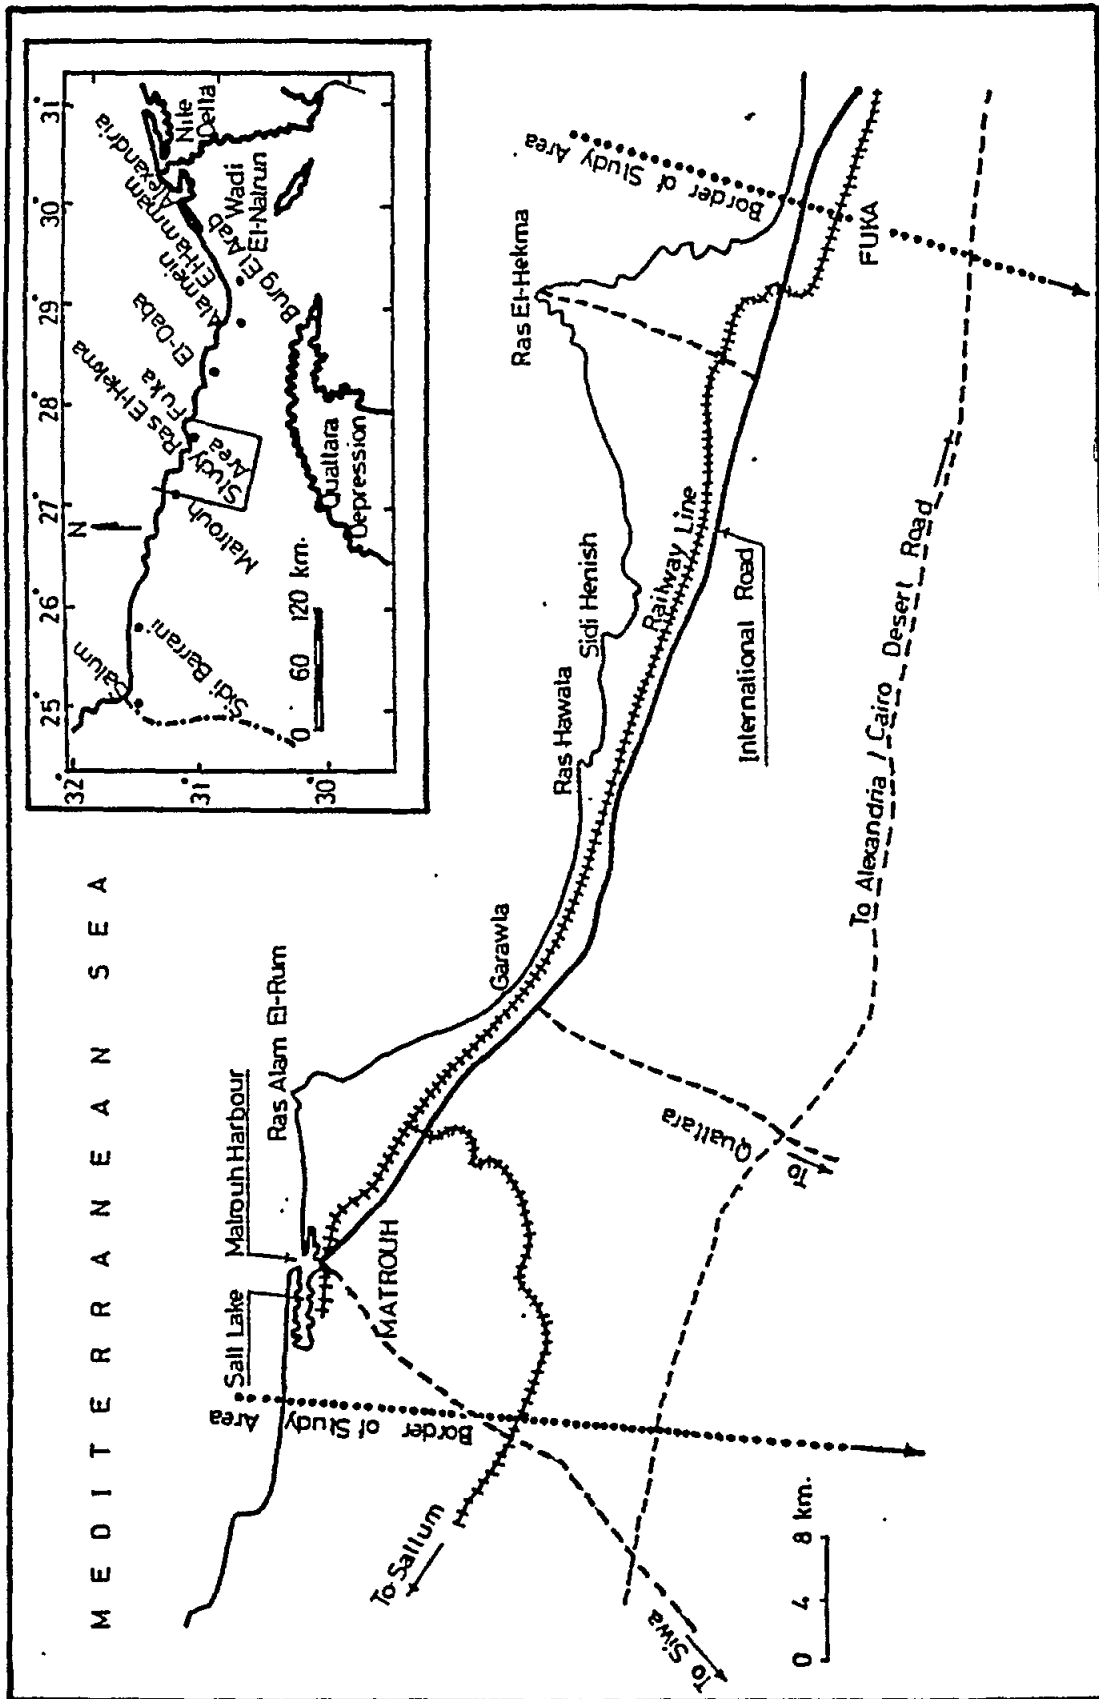 MEDITERRANEAN SEA
32°
31°
30°
25°
26°
27°
28°
29°
30°
31°
N
Salum
Sidi Barrani
Matrouh
Study
Area
Ras El-Hekma
Fuka
El-Daba
Alamein
El-Hammam
Burg El Arab
Alexandria
Nile
Delta
Wadi
El-Natrun
Quattara
Depression
0 60 120 km.
Salt Lake
Matrouh Harbour
Ras Alam El-Rum
Garawla
Ras Hawala
Sidi Henish
Ras El-Hekma
Border of Study Area
FUKA
MATROUH
Railway Line
International Road
Border of Study Area
To Sallum
To Siwa
To
Quattara
To Alexandria / Cairo Desert Road
0 4 8 km.